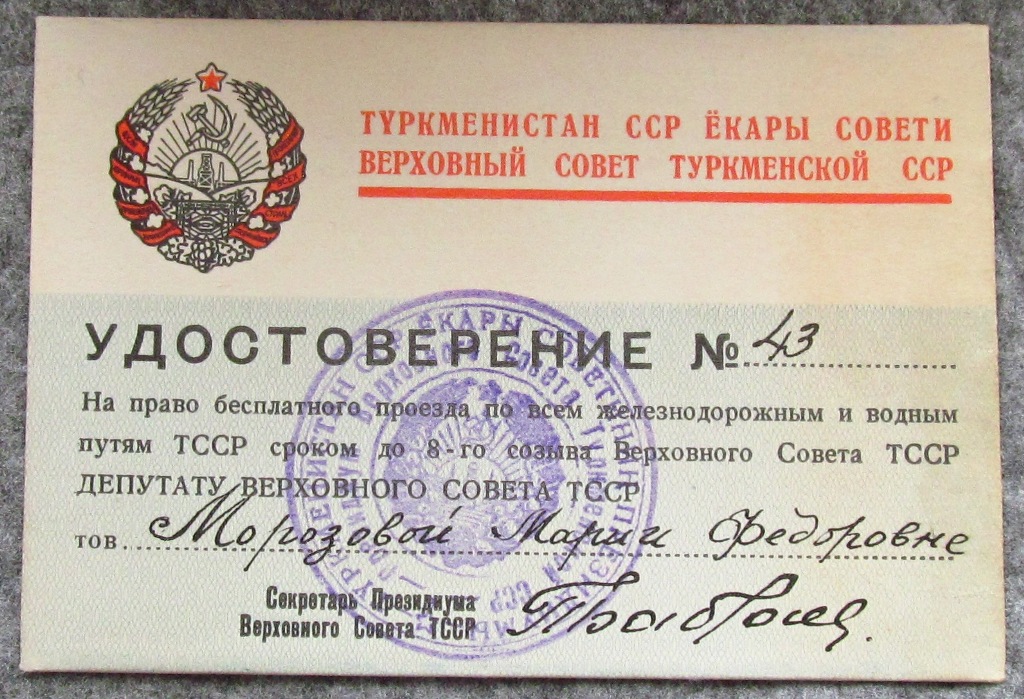 ТҮРКМЕНИСТАН ССР ЁКАРЫ СОВЕТИ
ВЕРХОВНЫЙ СОВЕТ ТУРКМЕНСКОЙ ССР
УДОСТОВЕРЕНИЕ № 43
На право бесплатного проезда по всем железнодорожным и водным
путям ТССР сроком до 8-го созыва Верховного Совета ТССР
ДЕПУТАТУ ВЕРХОВНОГО СОВЕТА ТССР
тов. Морозовой Марии Федоровне
Секретарь Президиума
Верховного Совета ТССР